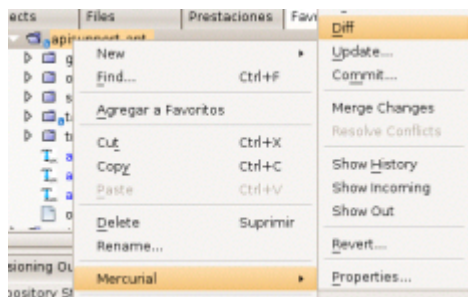 ects Files Prestaciones Favo
apisupport ant
New
Find... Ctrl+F
Agregar a Favoritos
Cut Ctrl+X
Copy Ctrl+C
Paste Ctrl+V
Delete Suprimir
Rename...
Mercurial
Diff
Update...
Commit...
Merge Changes
Resolve Conflicts
Show History
Show Incoming
Show Out
Revert...
Properties...
sioning Ou
pository St